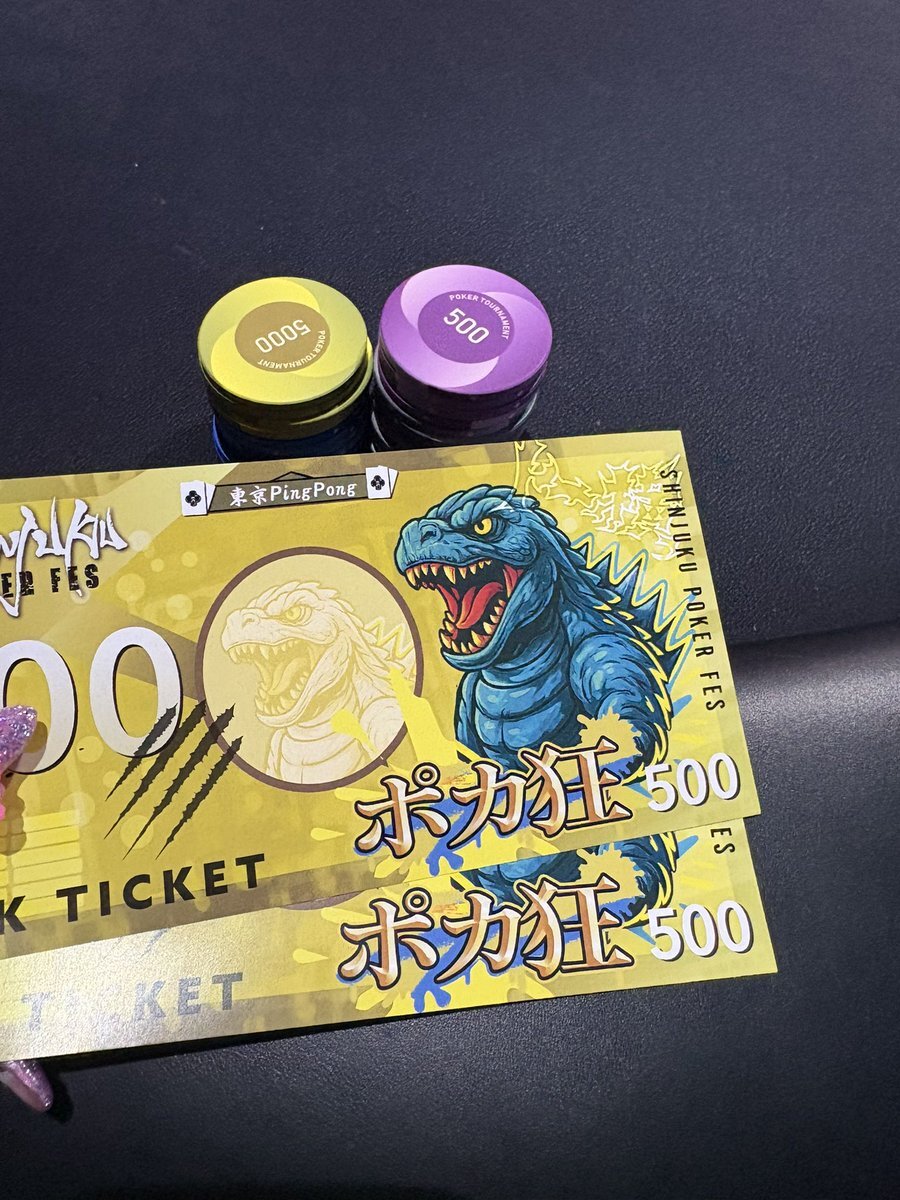 5000
POKER TOURNAMENT
POKER TOURNAMENT
500
東京PingPong
SHINJUKU POKER FES
FES
00
ポカ狂 500
TICKET
ES
ポカ狂 500
TICKET